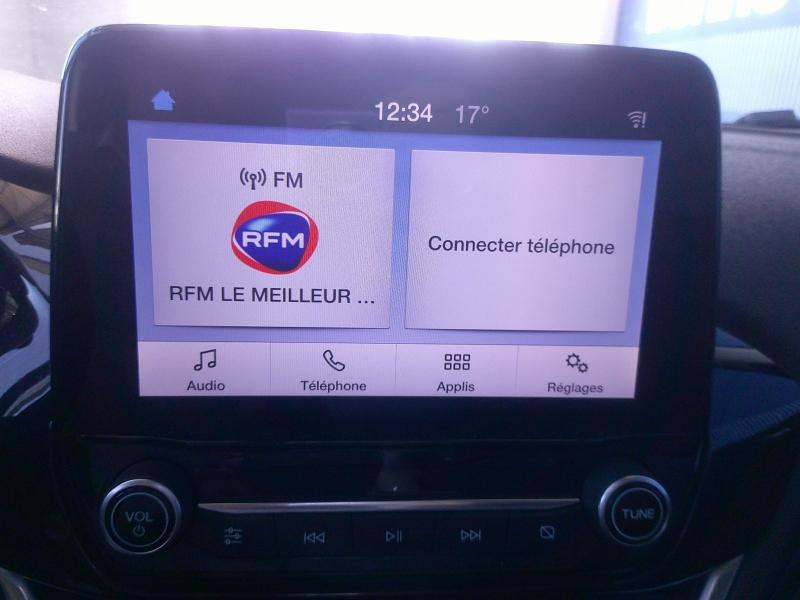 12:34 17°
FM
RFM
RFM LE MEILLEUR ...
Connecter téléphone
Audio
Téléphone
Applis
Réglages
VOL
TUNE